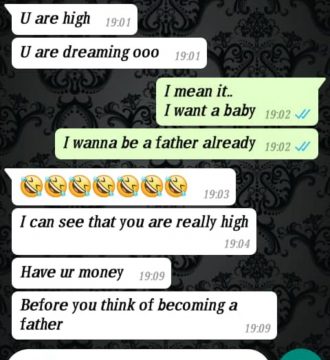 U are high 19:01
U are dreaming ooo 19:01
I mean it..
I want a baby 19:02
I wanna be a father already 19:02
🤣🤣🤣🤣🤣🤣🤣 19:03
I can see that you are really high
19:04
Have ur money 19:09
Before you think of becoming a
father 19:09